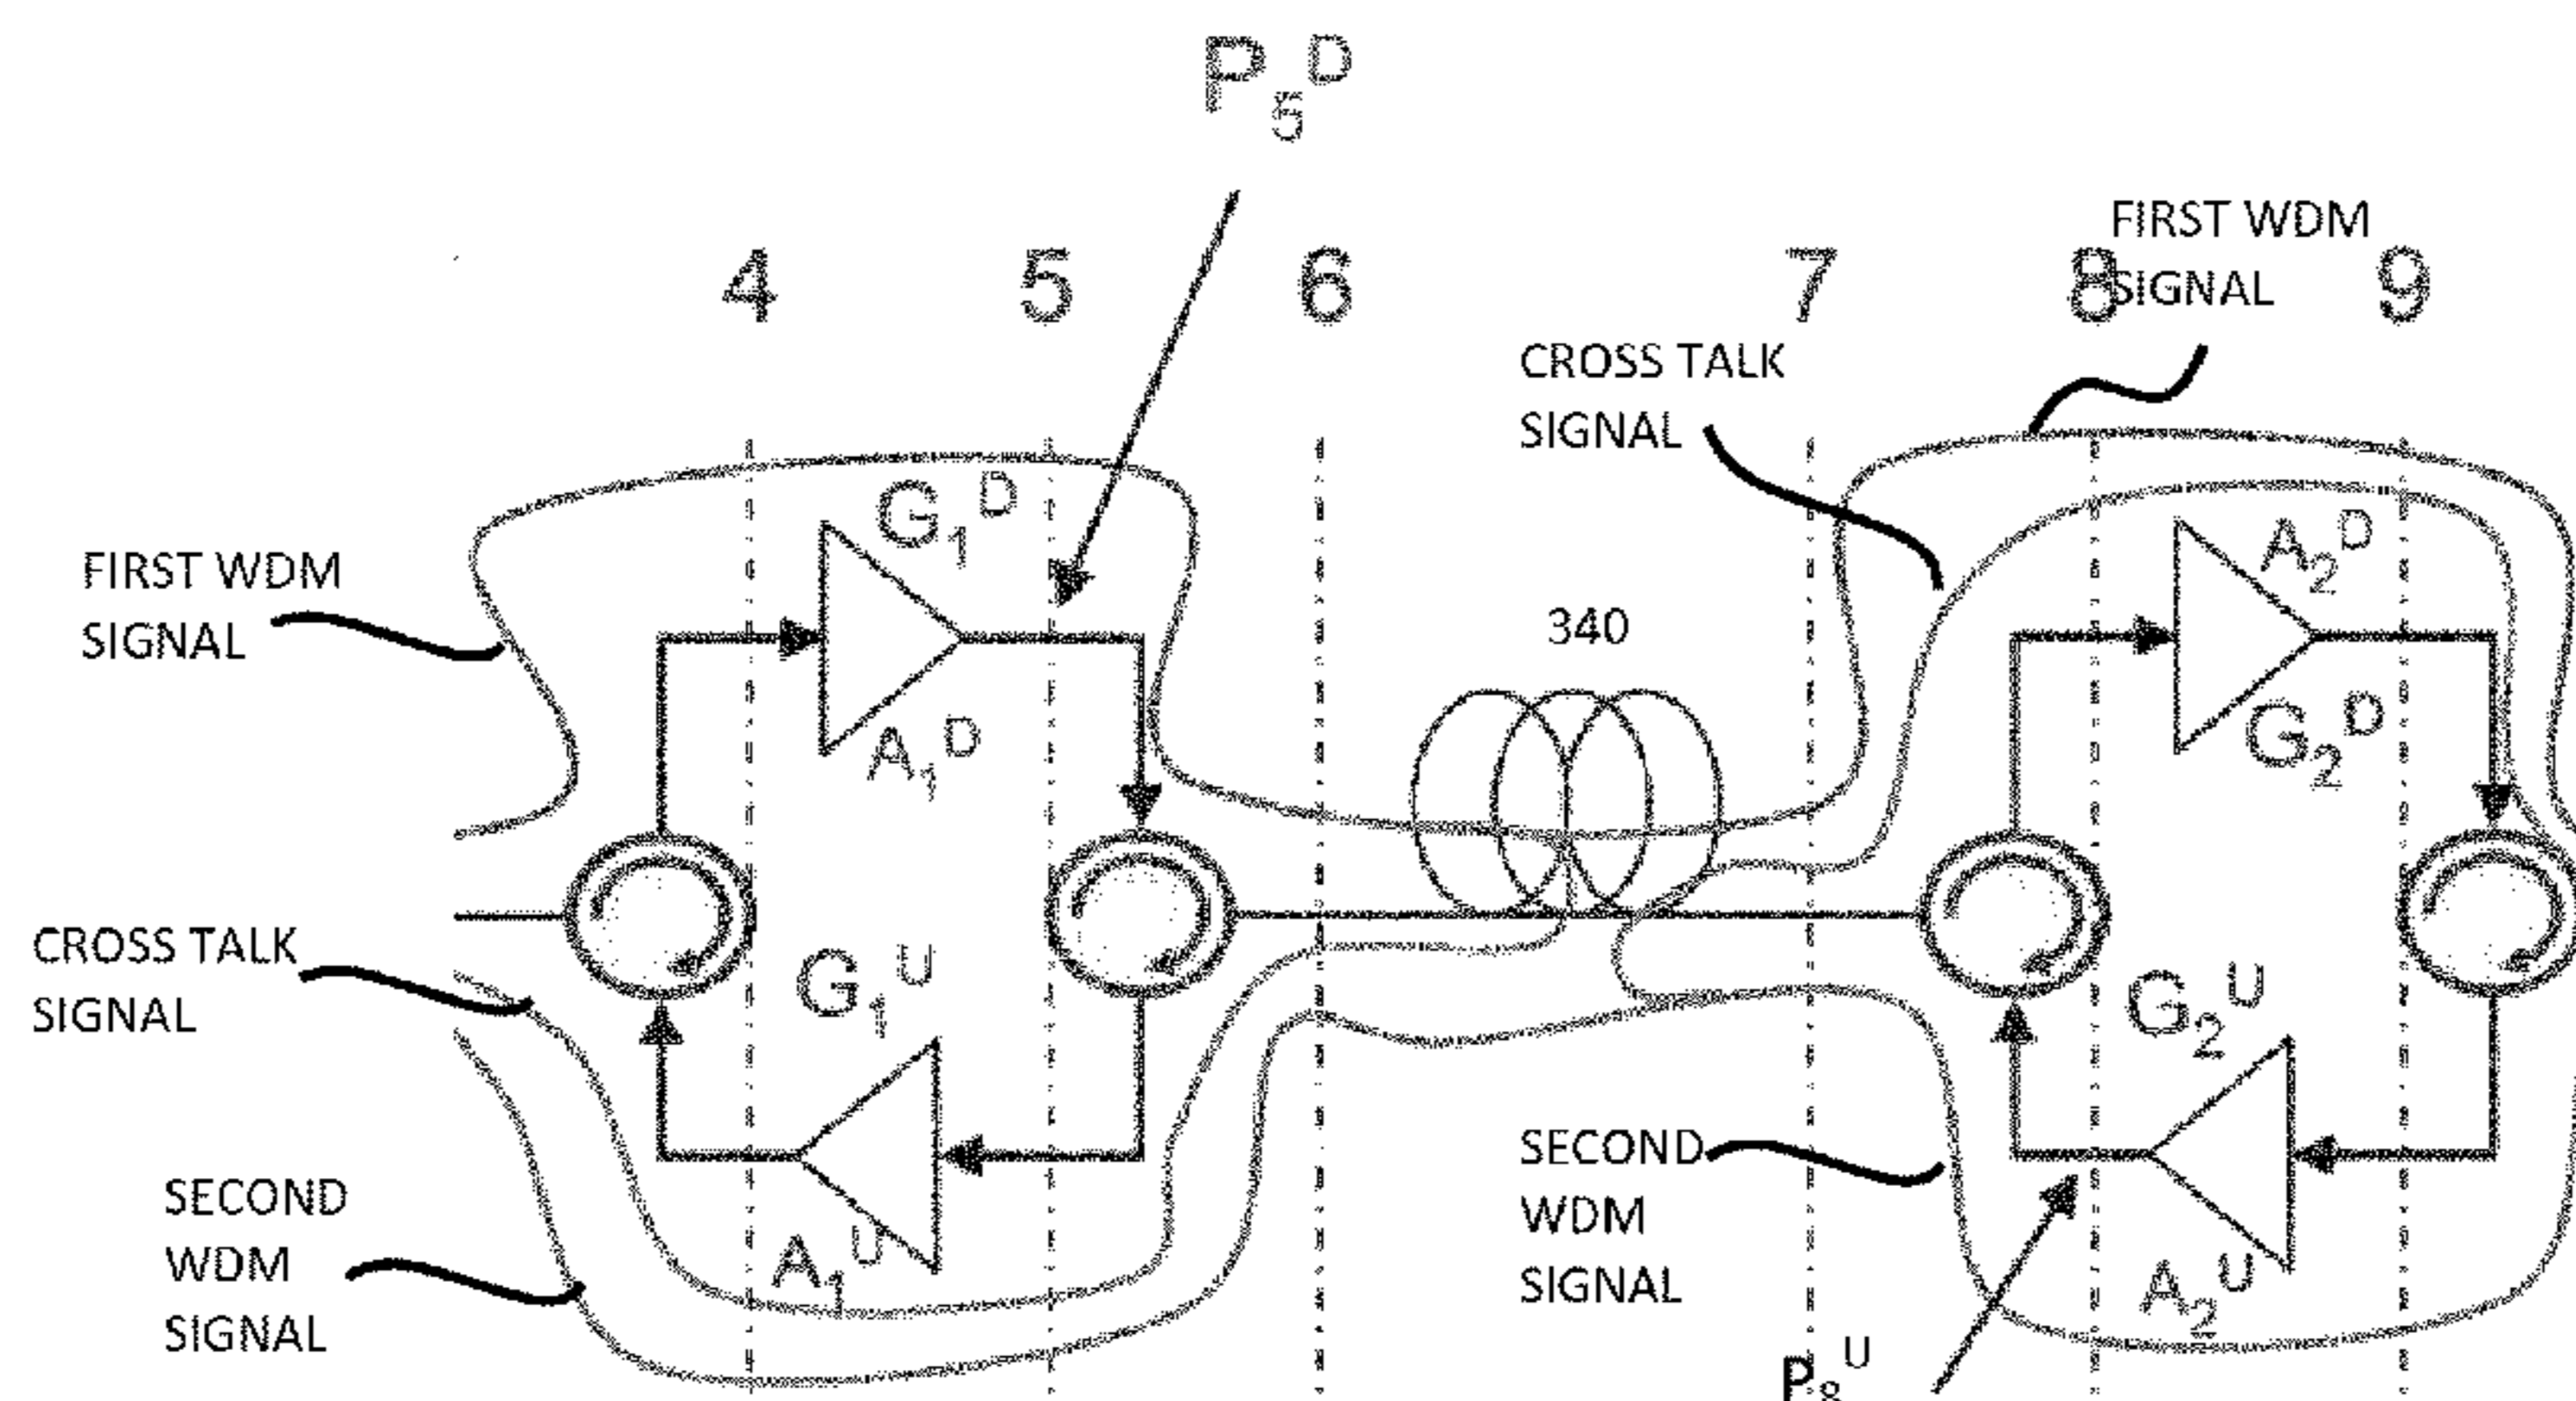 P₅ᴰ
FIRST WDM
SIGNAL
4 5 6 7 8 9
CROSS TALK
SIGNAL
G₁ᴰ
A₂ᴰ
FIRST WDM
SIGNAL
340
A₁ᴰ
G₂ᴰ
CROSS TALK
SIGNAL
G₁ᵁ
G₂ᵁ
SECOND
WDM
SIGNAL
SECOND
WDM
SIGNAL
A₁ᵁ
A₂ᵁ
P₈ᵁ